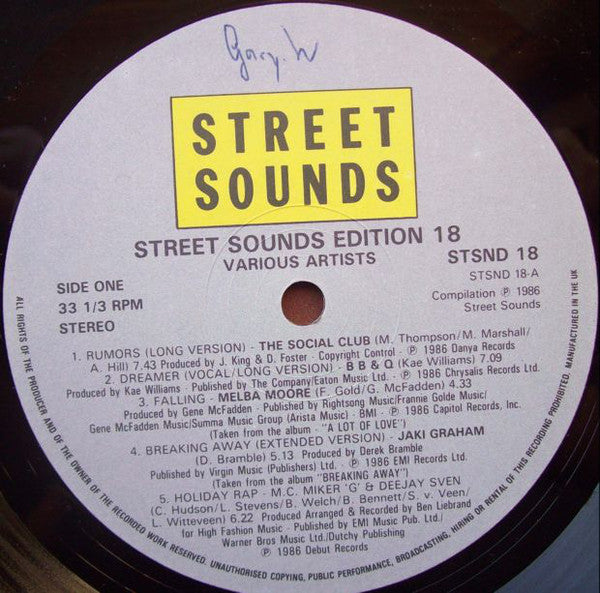 Gary. W
STREET
SOUNDS
STREET SOUNDS EDITION 18
VARIOUS ARTISTS
STSND 18
STSND 18-A
SIDE ONE
33 1/3 RPM
STEREO
Compilation ℗ 1986
Street Sounds
1. RUMORS (LONG VERSION) - THE SOCIAL CLUB (M. Thompson/M. Marshall/
A. Hill) 7.43 Produced by J. King & D. Foster - Copyright Control - ℗ 1986 Danya Records
2. DREAMER (VOCAL/LONG VERSION) - B B & Q (Kae Williams) 7.09
Produced by Kae Williams - Published by The Company/Eaton Music Ltd. - ℗ 1986 Chrysalis Records Ltd.
3. FALLING - MELBA MOORE (F. Gold/G. McFadden) 4.33
Produced by Gene McFadden - Published by Rightsong Music/Frannie Golde Music/
Gene McFadden Music/Summa Music Group (Arista Music) - BMI - ℗ 1986 Capitol Records, Inc.
(Taken from the album - "A LOT OF LOVE")
4. BREAKING AWAY (EXTENDED VERSION) - JAKI GRAHAM
(D. Bramble) 5.13 Produced by Derek Bramble
Published by Virgin Music (Publishers) Ltd. - ℗ 1986 EMI Records Ltd.
(Taken from the album "BREAKING AWAY")
5. HOLIDAY RAP - M.C. MIKER 'G' & DEEJAY SVEN
(C. Hudson/L. Stevens/B. Welch/B. Bennett/S. v. Veen/
L. Witteveen) 6.22 Produced Arranged & Recorded by Ben Liebrand
for High Fashion Music - Published by EMI Music Pub. Ltd./
Warner Bros Music Ltd./Dutchy Publishing
℗ 1986 Debut Records
ALL RIGHTS OF THE PRODUCER AND OF THE OWNER OF THE RECORDED WORK RESERVED. UNAUTHORISED COPYING, PUBLIC PERFORMANCE, BROADCASTING, HIRING OR RENTAL OF THIS RECORDING PROHIBITED. MANUFACTURED IN THE UK